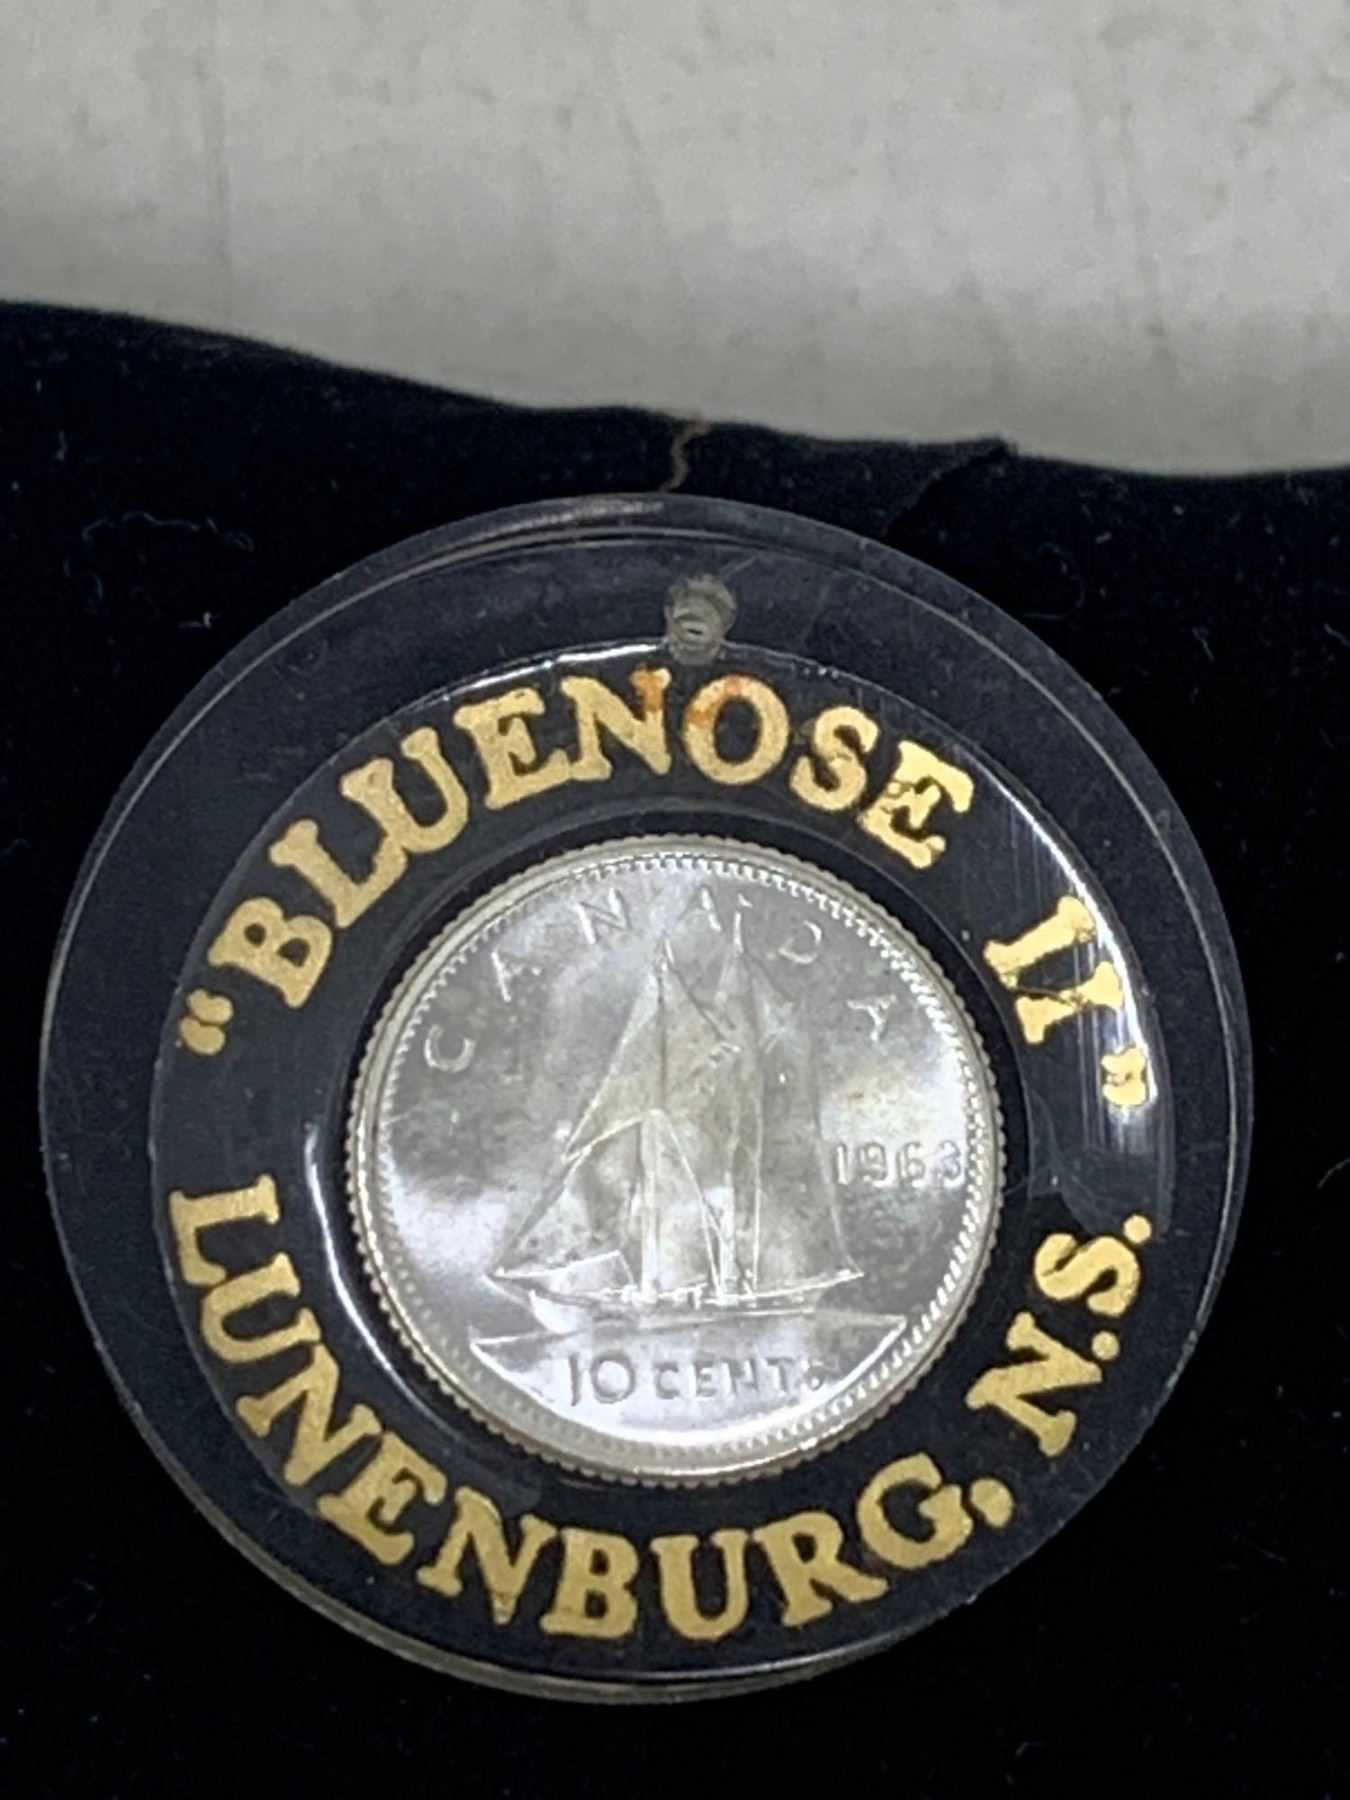 "BLUENOSE II"
CANADA
1963
10 CENTS
LUNENBURG, N.S.